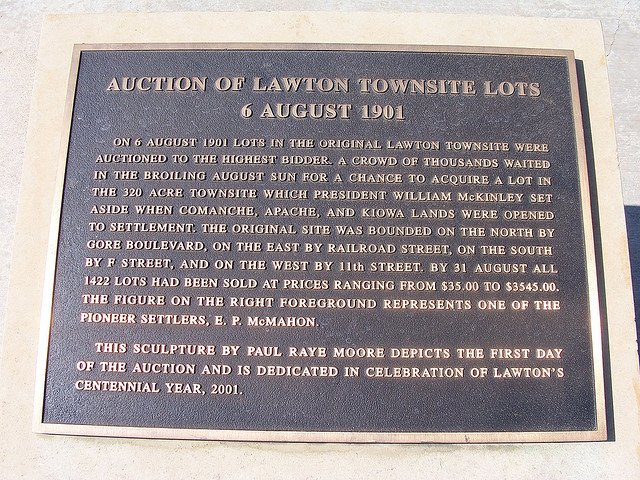 AUCTION OF LAWTON TOWNSITE LOTS
6 AUGUST 1901
ON 6 AUGUST 1901 LOTS IN THE ORIGINAL LAWTON TOWNSITE WERE
AUCTIONED TO THE HIGHEST BIDDER. A CROWD OF THOUSANDS WAITED
IN THE BROILING AUGUST SUN FOR A CHANCE TO ACQUIRE A LOT IN
THE 320 ACRE TOWNSITE WHICH PRESIDENT WILLIAM McKINLEY SET
ASIDE WHEN COMANCHE, APACHE, AND KIOWA LANDS WERE OPENED
TO SETTLEMENT. THE ORIGINAL SITE WAS BOUNDED ON THE NORTH BY
GORE BOULEVARD, ON THE EAST BY RAILROAD STREET, ON THE SOUTH
BY F STREET, AND ON THE WEST BY 11th STREET. BY 31 AUGUST ALL
1422 LOTS HAD BEEN SOLD AT PRICES RANGING FROM $35.00 TO $3545.00.
THE FIGURE ON THE RIGHT FOREGROUND REPRESENTS ONE OF THE
PIONEER SETTLERS, E. P. McMAHON.
THIS SCULPTURE BY PAUL RAYE MOORE DEPICTS THE FIRST DAY
OF THE AUCTION AND IS DEDICATED IN CELEBRATION OF LAWTON'S
CENTENNIAL YEAR, 2001.